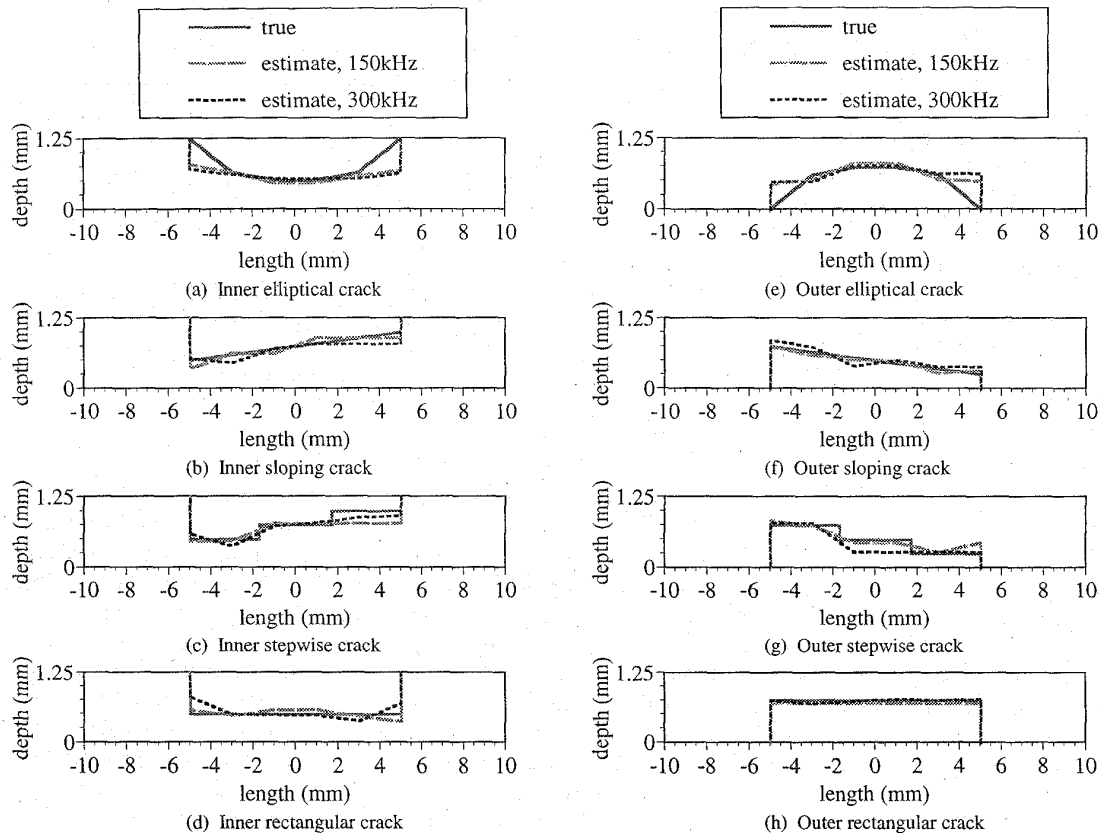 true
estimate, 150kHz
estimate, 300kHz
depth (mm)
1.25
0
-10 -8 -6 -4 -2 0 2 4 6 8 10
length (mm)
(a) Inner elliptical crack
depth (mm)
1.25
0
-10 -8 -6 -4 -2 0 2 4 6 8 10
length (mm)
(b) Inner sloping crack
depth (mm)
1.25
0
-10 -8 -6 -4 -2 0 2 4 6 8 10
length (mm)
(c) Inner stepwise crack
depth (mm)
1.25
0
-10 -8 -6 -4 -2 0 2 4 6 8 10
length (mm)
(d) Inner rectangular crack
true
estimate, 150kHz
estimate, 300kHz
depth (mm)
1.25
0
-10 -8 -6 -4 -2 0 2 4 6 8 10
length (mm)
(e) Outer elliptical crack
depth (mm)
1.25
0
-10 -8 -6 -4 -2 0 2 4 6 8 10
length (mm)
(f) Outer sloping crack
depth (mm)
1.25
0
-10 -8 -6 -4 -2 0 2 4 6 8 10
length (mm)
(g) Outer stepwise crack
depth (mm)
1.25
0
-10 -8 -6 -4 -2 0 2 4 6 8 10
length (mm)
(h) Outer rectangular crack